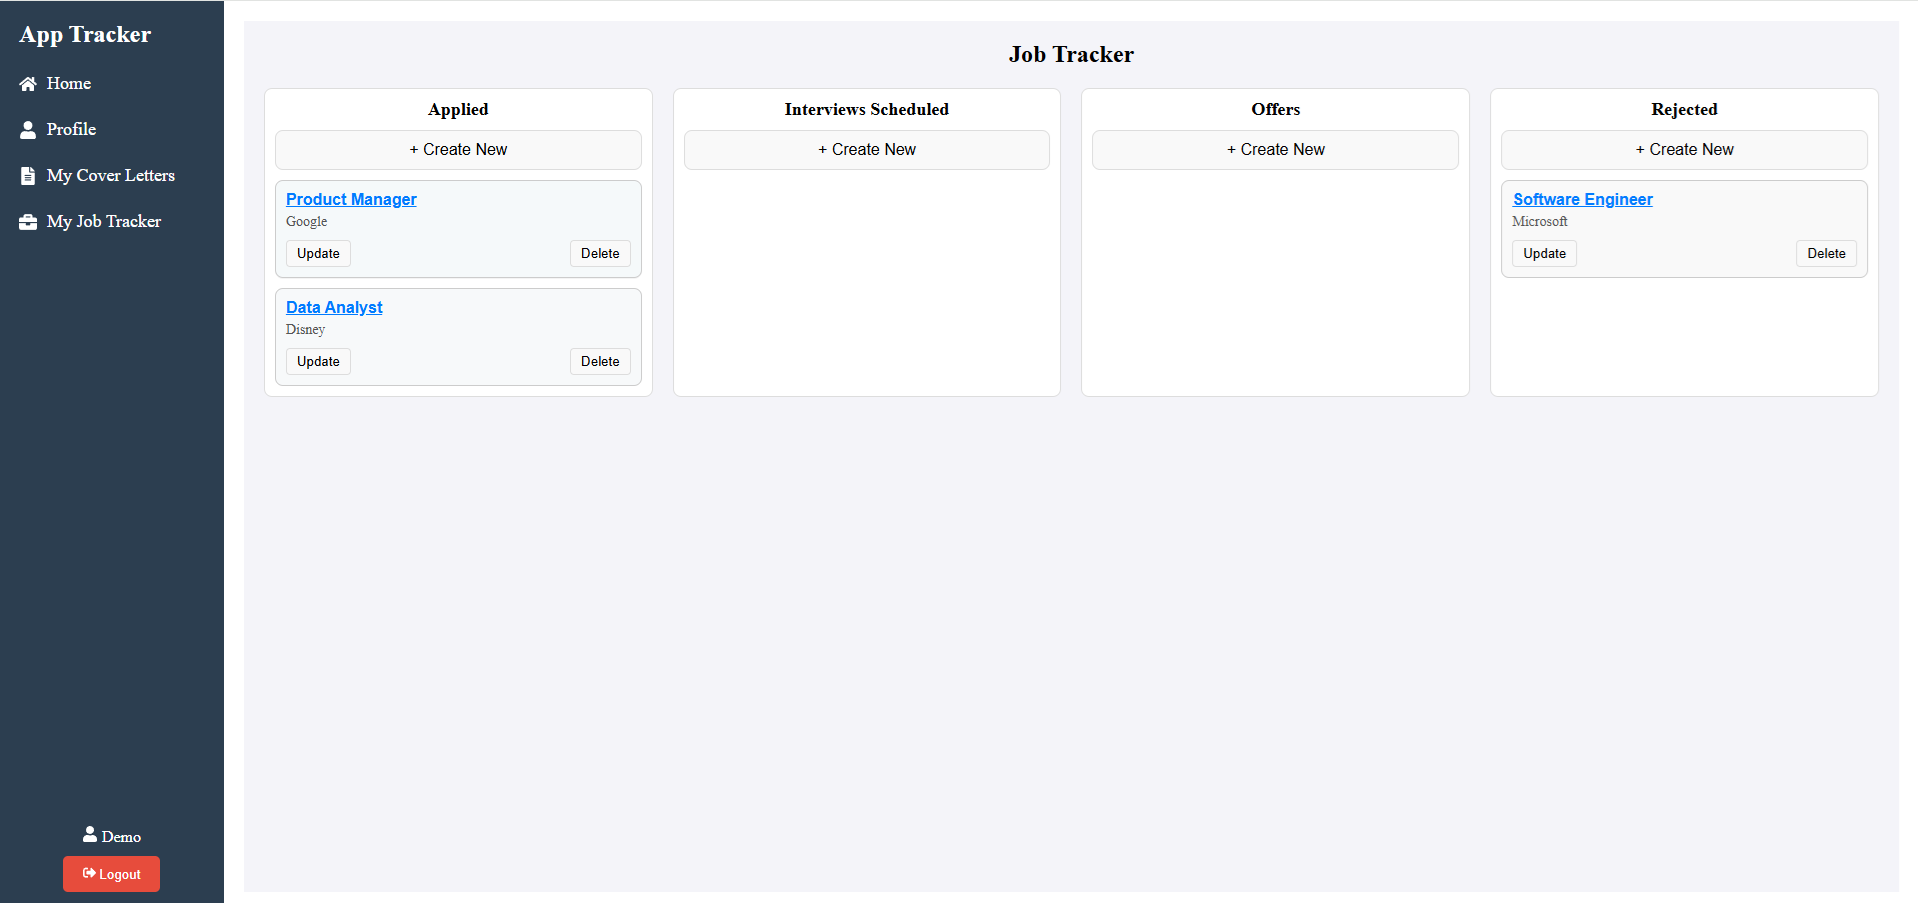 App Tracker
Home
Profile
My Cover Letters
My Job Tracker
Demo
Logout
Job Tracker
Applied
+ Create New
Product Manager
Google
Update Delete
Data Analyst
Disney
Update Delete
Interviews Scheduled
+ Create New
Offers
+ Create New
Rejected
+ Create New
Software Engineer
Microsoft
Update Delete